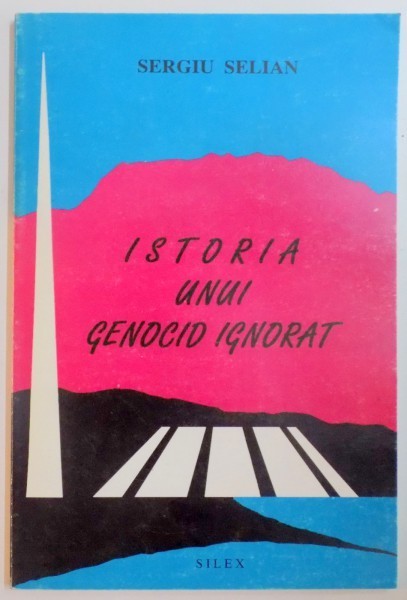 SERGIU SELIAN
ISTORIA
UNUI
GENOCID IGNORAT
SILEX